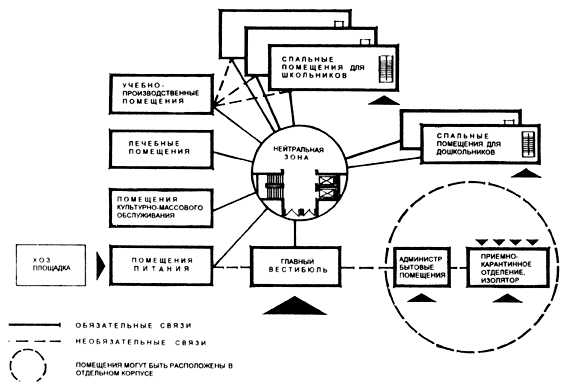 СПАЛЬНЫЕ
ПОМЕЩЕНИЯ ДЛЯ
ШКОЛЬНИКОВ
УЧЕБНО-
ПРОИЗВОДСТВЕННЫЕ
ПОМЕЩЕНИЯ
СПАЛЬНЫЕ
ПОМЕЩЕНИЯ ДЛЯ
ДОШКОЛЬНИКОВ
ЛЕЧЕБНЫЕ
ПОМЕЩЕНИЯ
НЕЙТРАЛЬНАЯ
ЗОНА
ПОМЕЩЕНИЯ
КУЛЬТУРНО-МАССОВОГО
ОБСЛУЖИВАНИЯ
ХОЗ
ПЛОЩАДКА
ПОМЕЩЕНИЯ
ПИТАНИЯ
ГЛАВНЫЙ
ВЕСТИБЮЛЬ
АДМИНИСТР
БЫТОВЫЕ
ПОМЕЩЕНИЯ
ПРИЕМНО-
КАРАНТИННОЕ
ОТДЕЛЕНИЕ,
ИЗОЛЯТОР
ОБЯЗАТЕЛЬНЫЕ СВЯЗИ
НЕОБЯЗАТЕЛЬНЫЕ СВЯЗИ
ПОМЕЩЕНИЯ МОГУТ БЫТЬ РАСПОЛОЖЕНЫ В
ОТДЕЛЬНОМ КОРПУСЕ